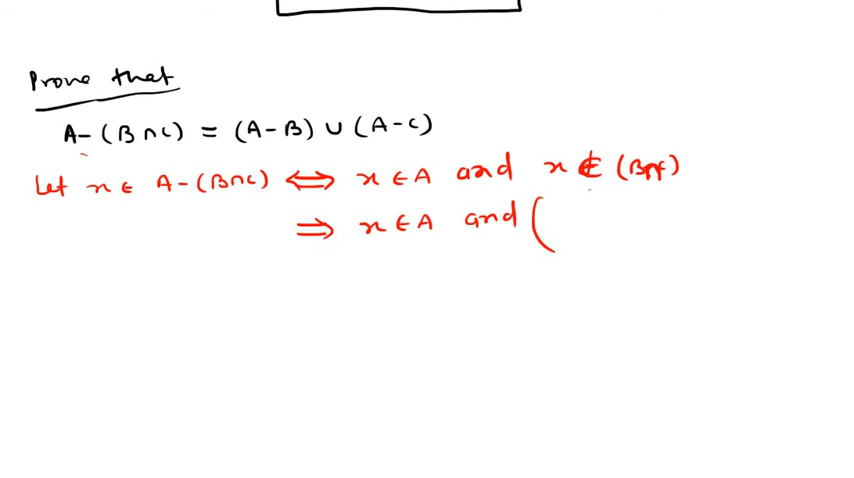 Prove that
A - (B ∩ C) = (A - B) ∪ (A - C)
Let x ∈ A - (B∩C) ⟺ x ∈ A and x ∉ (B∩C)
⟹ x ∈ A and (